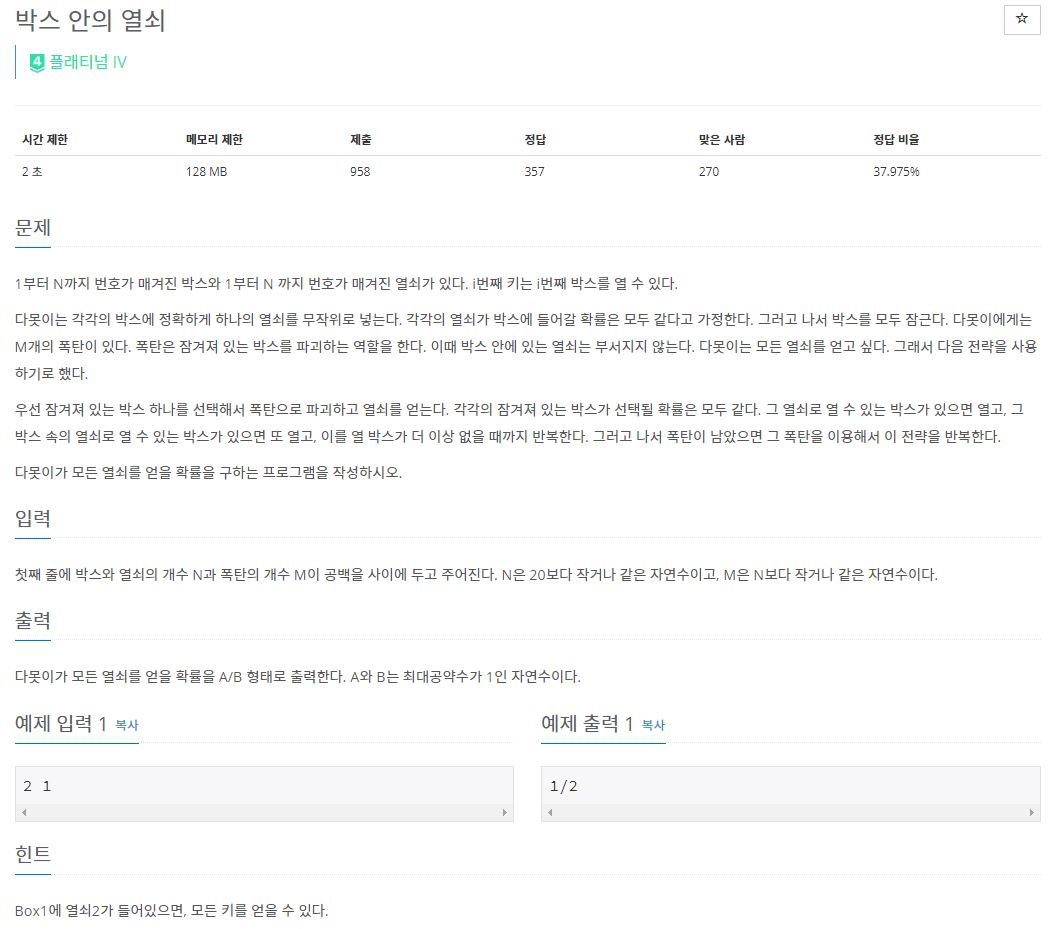 박스 안의 열쇠
☆
4 플래티넘 IV
시간 제한 메모리 제한 제출 정답 맞은 사람 정답 비율
2 초 128 MB 958 357 270 37.975%
문제
1부터 N까지 번호가 매겨진 박스와 1부터 N 까지 번호가 매겨진 열쇠가 있다. i번째 키는 i번째 박스를 열 수 있다.
다솟이는 각각의 박스에 정확하게 하나의 열쇠를 무작위로 넣는다. 각각의 열쇠가 박스에 들어갈 확률은 모두 같다고 가정한다. 그러고 나서 박스를 모두 잠근다. 다솟이에게는
M개의 폭탄이 있다. 폭탄은 잠겨져 있는 박스를 파괴하는 역할을 한다. 이때 박스 안에 있는 열쇠는 부서지지 않는다. 다솟이는 모든 열쇠를 얻고 싶다. 그래서 다음 전략을 사용
하기로 했다.
우선 잠겨져 있는 박스 하나를 선택해서 폭탄으로 파괴하고 열쇠를 얻는다. 각각의 잠겨져 있는 박스가 선택될 확률은 모두 같다. 그 열쇠로 열 수 있는 박스가 있으면 열고, 그
박스 속의 열쇠로 열 수 있는 박스가 있으면 또 열고, 이를 열 박스가 더 이상 없을 때까지 반복한다. 그러고 나서 폭탄이 남았으면 그 폭탄을 이용해서 이 전략을 반복한다.
다솟이가 모든 열쇠를 얻을 확률을 구하는 프로그램을 작성하시오.
입력
첫째 줄에 박스와 열쇠의 개수 N과 폭탄의 개수 M이 공백을 사이에 두고 주어진다. N은 20보다 작거나 같은 자연수이고, M은 N보다 작거나 같은 자연수이다.
출력
다솟이가 모든 열쇠를 얻을 확률을 A/B 형태로 출력한다. A와 B는 최대공약수가 1인 자연수이다.
예제 입력 1 복사
예제 출력 1 복사
2 1
1/2
힌트
Box1에 열쇠2가 들어있으면, 모든 키를 얻을 수 있다.